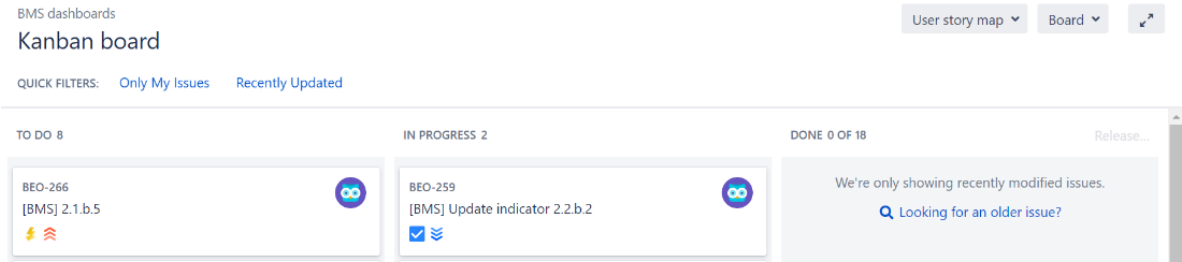 BMS dashboards
Kanban board
User story map
Board
QUICK FILTERS: Only My Issues Recently Updated
TO DO 8
IN PROGRESS 2
DONE 0 OF 18
Release...
BEO-266
[BMS] 2.1.b.5
BEO-259
[BMS] Update indicator 2.2.b.2
We're only showing recently modified issues.
Looking for an older issue?